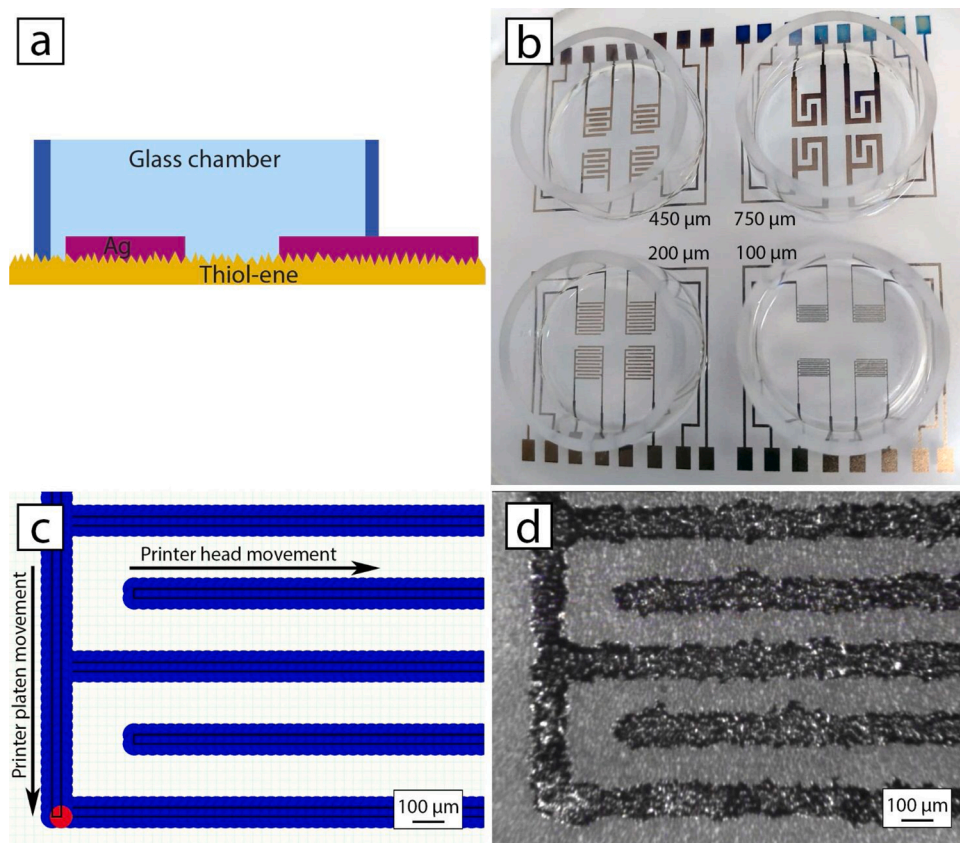 a
Glass chamber
Ag
Thiol-ene
b
450 µm
750 µm
200 µm
100 µm
c
Printer head movement
Printer platen movement
100 µm
d
100 µm